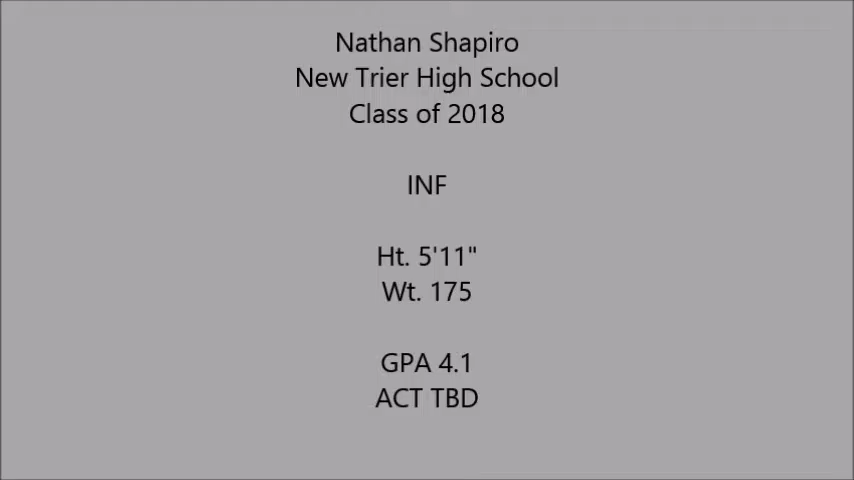 Nathan Shapiro
New Trier High School
Class of 2018
INF
Ht. 5'11"
Wt. 175
GPA 4.1
ACT TBD